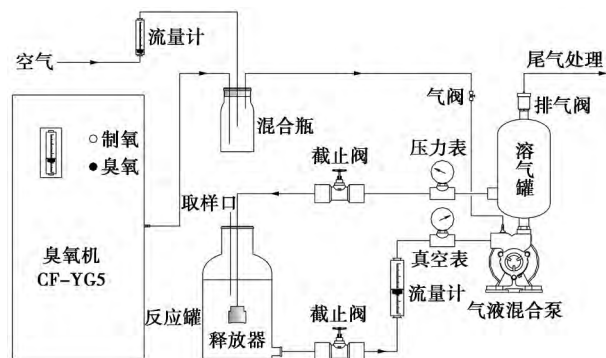 流量计
空气
尾气处理
气阀
排气阀
混合瓶
制氧
臭氧
截止阀
压力表
溶气罐
取样口
臭氧机
CF-YG5
真空表
反应罐
释放器
截止阀
流量计
气液混合泵